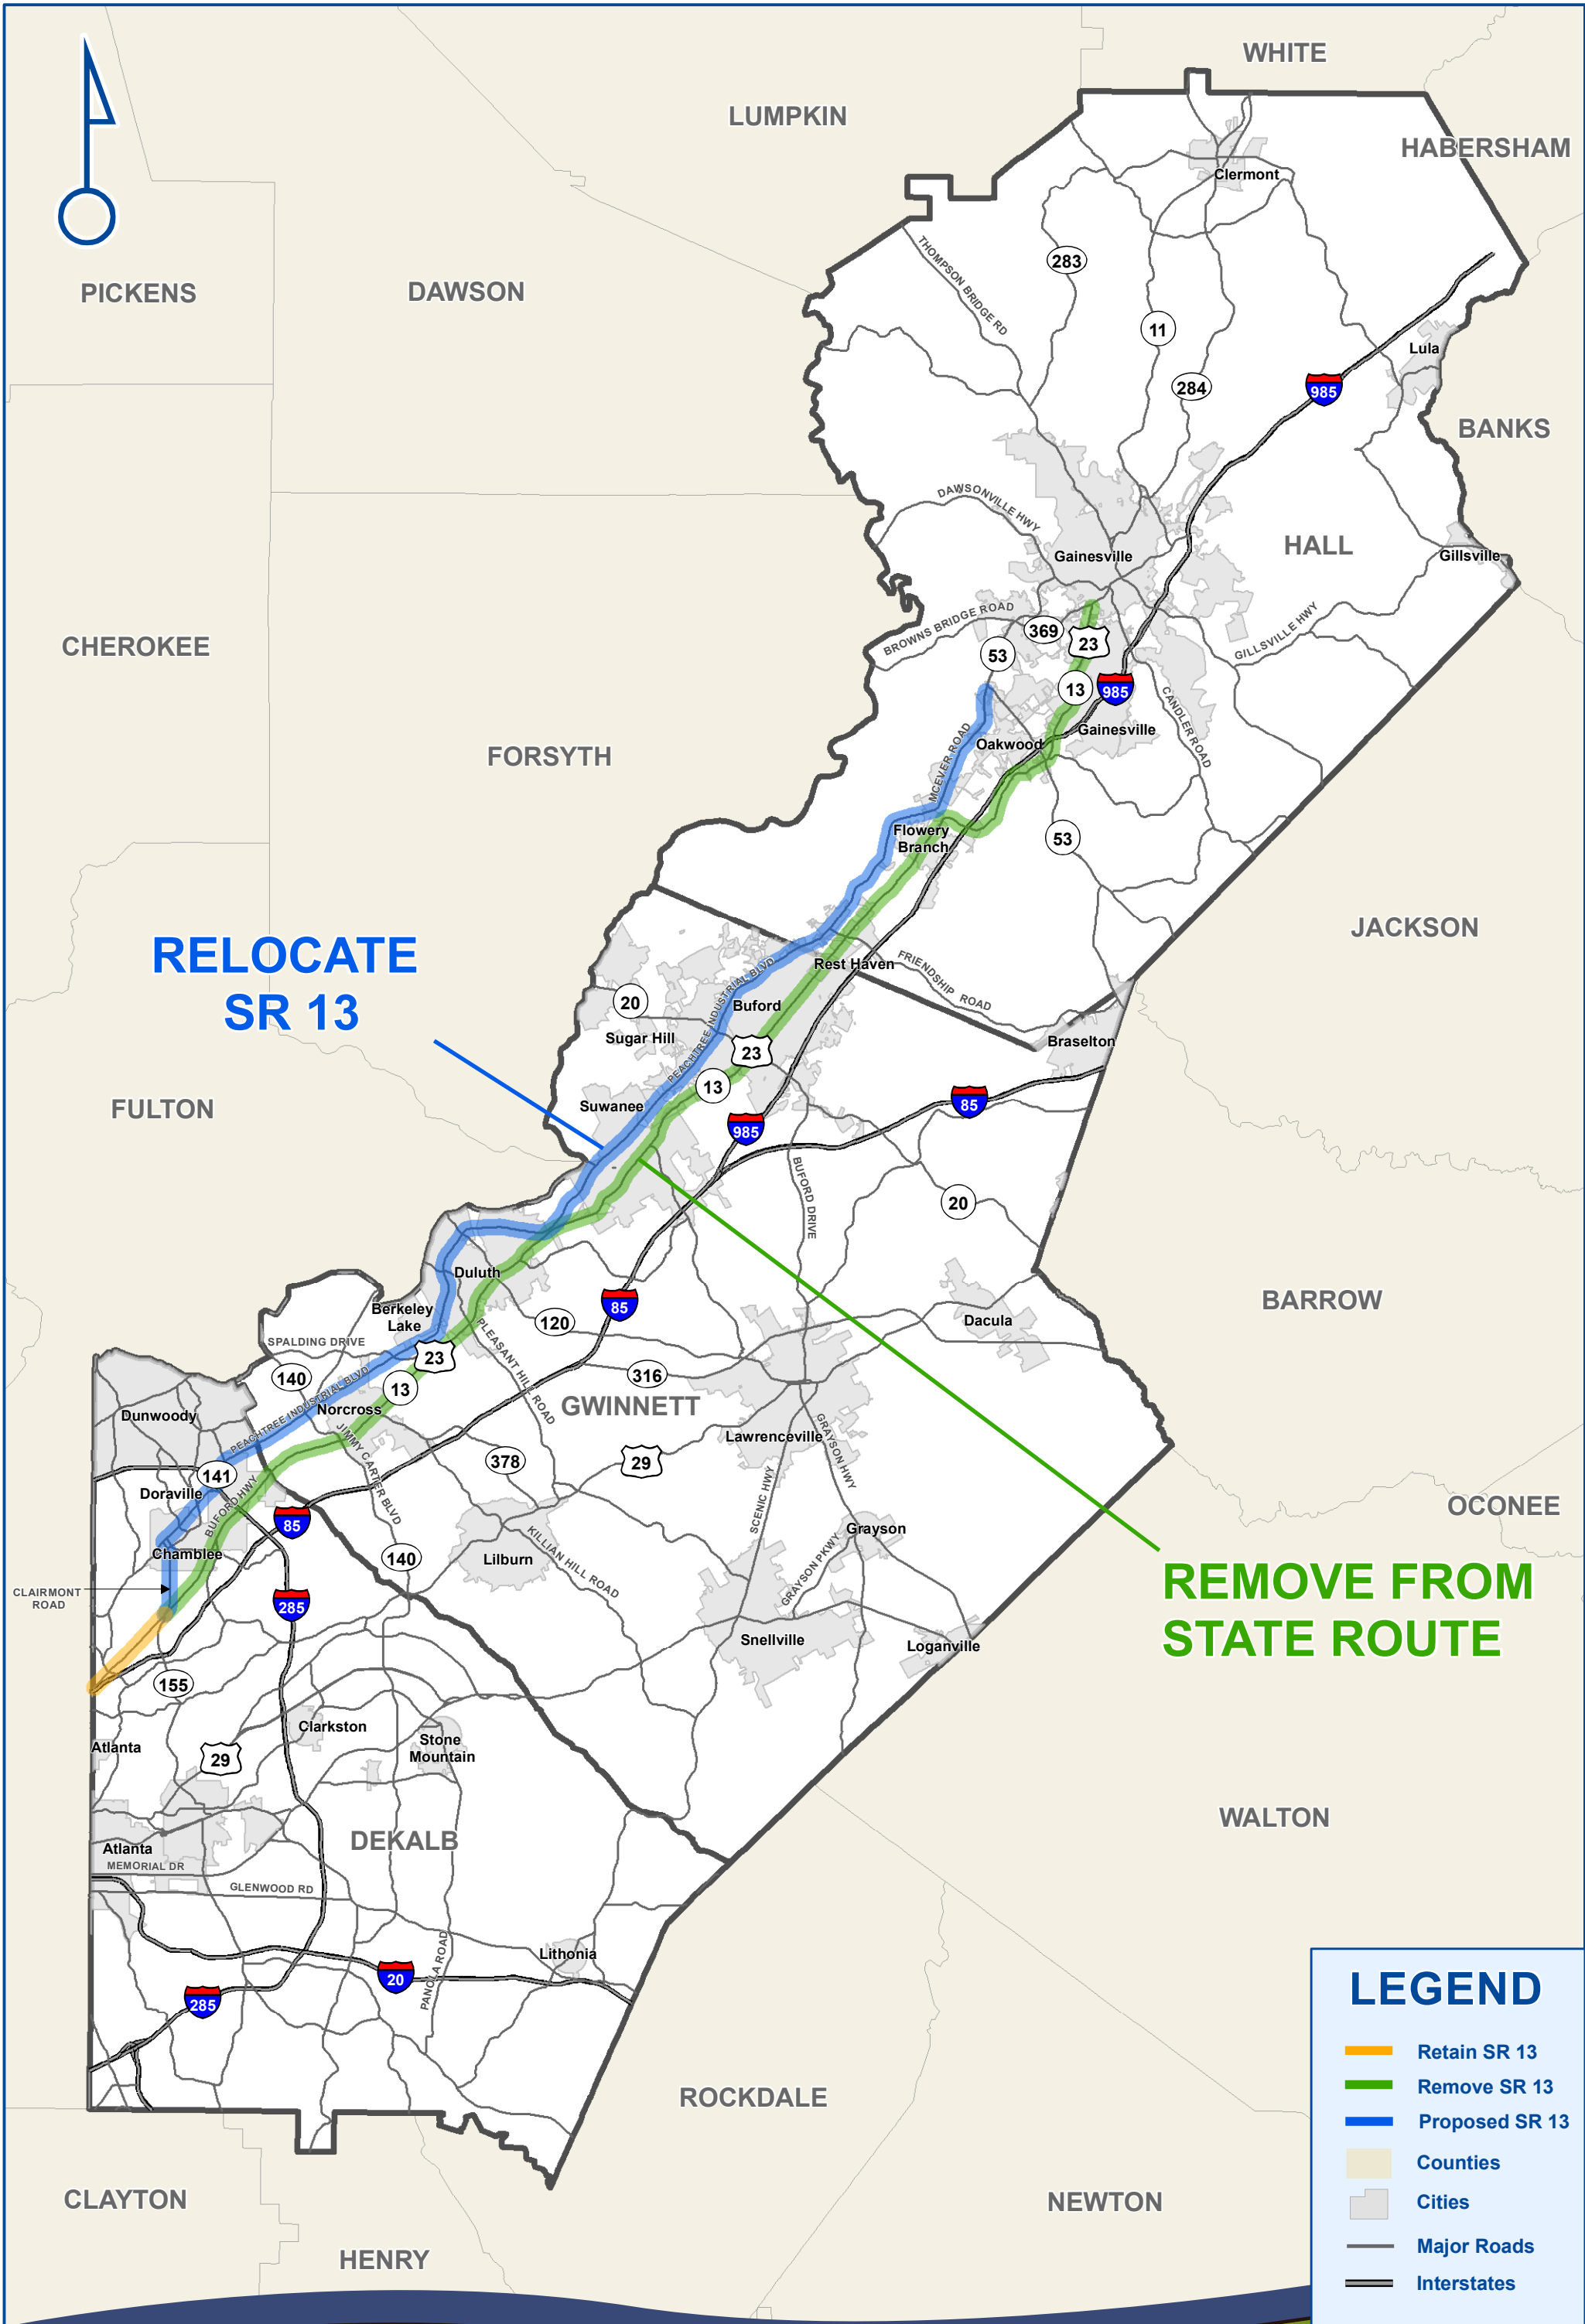 WHITE
LUMPKIN
HABERSHAM
Clermont
THOMPSON BRIDGE RD
283
PICKENS
DAWSON
11
Lula
284
985
BANKS
DAWSONVILLE HWY
HALL
Gainesville
Gillsville
BROWNS BRIDGE ROAD
369
GILLSVILLE HWY
CHEROKEE
23
53
13
985
CANDLER ROAD
Gainesville
MCEVER ROAD
Oakwood
FORSYTH
Flowery
Branch
53
JACKSON
RELOCATE
SR 13
Rest Haven
FRIENDSHIP ROAD
PEACHTREE INDUSTRIAL BLVD
20
Buford
Sugar Hill
Braselton
23
13
Suwanee
FULTON
985
85
BUFORD DRIVE
20
Duluth
BARROW
85
Berkeley
Lake
120
Dacula
SPALDING DRIVE
PLEASANT HILL ROAD
23
140
13
316
PEACHTREE INDUSTRIAL BLVD
GWINNETT
Dunwoody
Norcross
JIMMY CARTER BLVD
Lawrenceville
GRAYSON HWY
378
29
141
Doraville
BUFORD HWY
SCENIC HWY
OCONEE
85
Grayson
Chamblee
140
Lilburn
KILLIAN HILL ROAD
GRAYSON PKWY
REMOVE FROM
STATE ROUTE
CLAIRMONT
ROAD
285
Snellville
Loganville
155
Clarkston
Stone
Mountain
Atlanta
29
WALTON
DEKALB
Atlanta
MEMORIAL DR
GLENWOOD RD
Lithonia
PANOLA ROAD
20
285
ROCKDALE
CLAYTON
NEWTON
HENRY
LEGEND
Retain SR 13
Remove SR 13
Proposed SR 13
Counties
Cities
Major Roads
Interstates